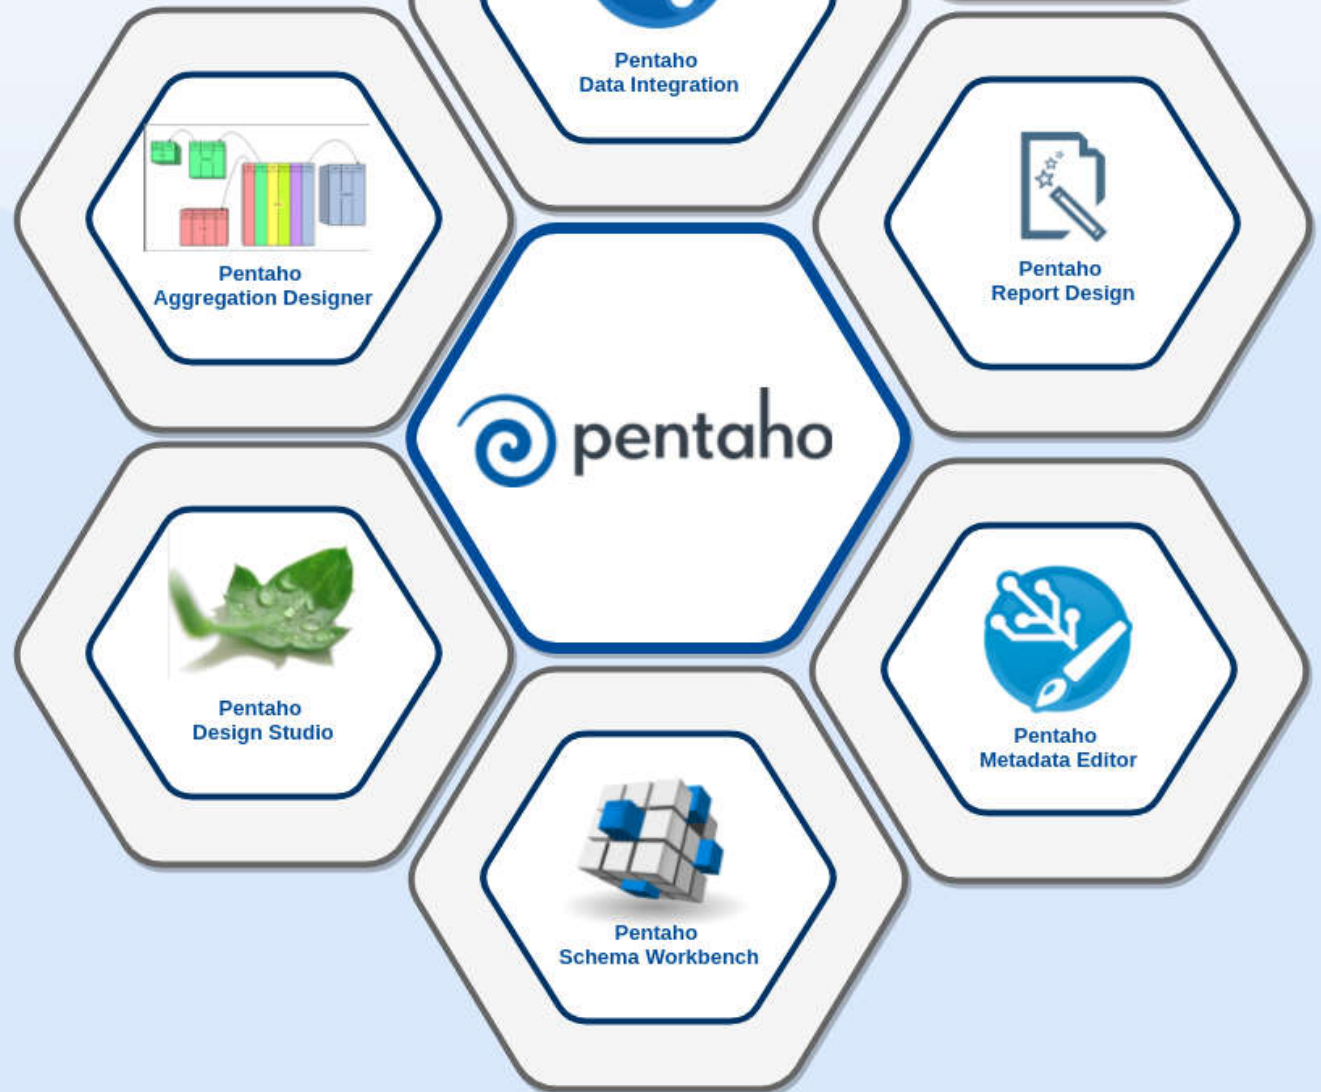 Pentaho
Data Integration
Pentaho
Aggregation Designer
Pentaho
Report Design
pentaho
Pentaho
Design Studio
Pentaho
Metadata Editor
Pentaho
Schema Workbench